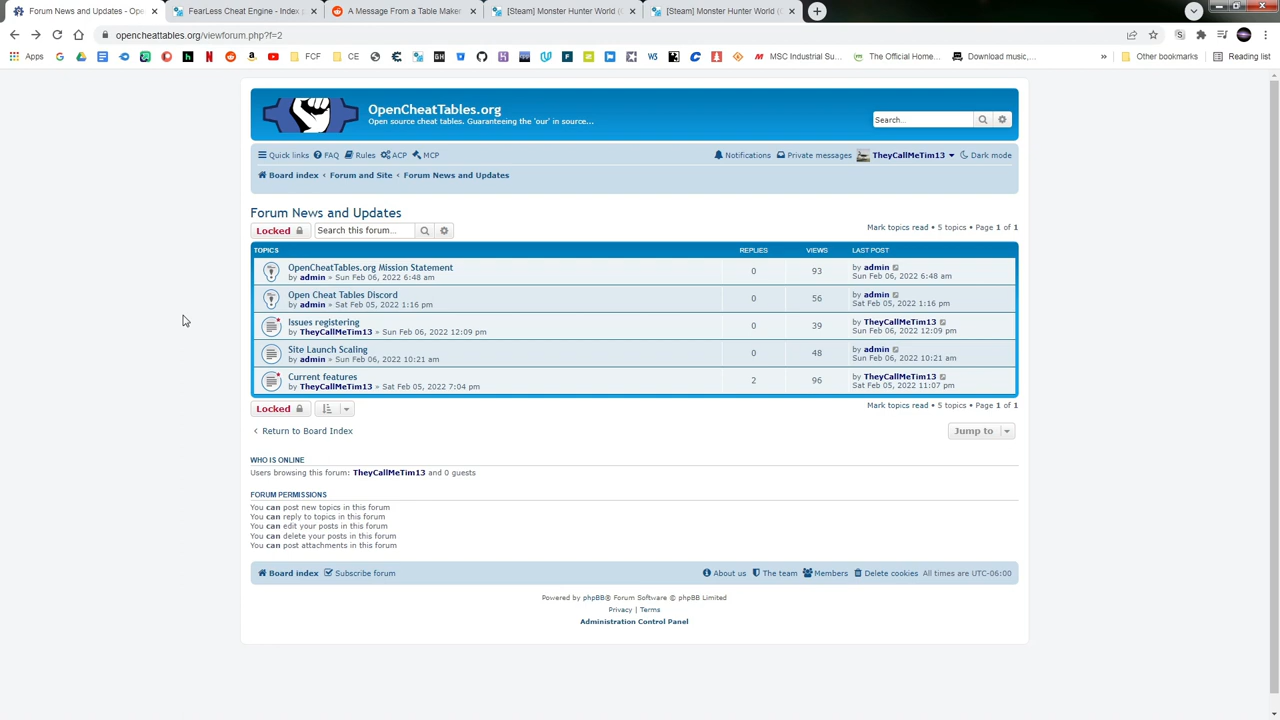 Forum News and Updates - Ope
FearLess Cheat Engine - Index p
A Message From a Table Maker
[Steam] Monster Hunter World (
[Steam] Monster Hunter World (
opencheattables.org/viewforum.php?f=2
Apps
FCF
CE
MSC Industrial Su...
The Official Home...
Download music,...
»
Other bookmarks
Reading list
OpenCheatTables.org
Open source cheat tables. Guaranteeing the 'our' in source...
Search...
Quick links FAQ Rules ACP MCP
Notifications Private messages TheyCallMeTim13 Dark mode
Board index ‹ Forum and Site ‹ Forum News and Updates
Forum News and Updates
Locked Search this forum...
Mark topics read • 5 topics • Page 1 of 1
TOPICS REPLIES VIEWS LAST POST
OpenCheatTables.org Mission Statement
by admin » Sun Feb 06, 2022 6:48 am
0 93
by admin
Sun Feb 06, 2022 6:48 am
Open Cheat Tables Discord
by admin » Sat Feb 05, 2022 1:16 pm
0 56
by admin
Sat Feb 05, 2022 1:16 pm
Issues registering
by TheyCallMeTim13 » Sun Feb 06, 2022 12:09 pm
0 39
by TheyCallMeTim13
Sun Feb 06, 2022 12:09 pm
Site Launch Scaling
by admin » Sun Feb 06, 2022 10:21 am
0 48
by admin
Sun Feb 06, 2022 10:21 am
Current features
by TheyCallMeTim13 » Sat Feb 05, 2022 7:04 pm
2 96
by TheyCallMeTim13
Sat Feb 05, 2022 11:07 pm
Locked
Mark topics read • 5 topics • Page 1 of 1
‹ Return to Board Index
Jump to
WHO IS ONLINE
Users browsing this forum: TheyCallMeTim13 and 0 guests
FORUM PERMISSIONS
You can post new topics in this forum
You can reply to topics in this forum
You can edit your posts in this forum
You can delete your posts in this forum
You can post attachments in this forum
Board index Subscribe forum
About us The team Members Delete cookies All times are UTC-06:00
Powered by phpBB® Forum Software © phpBB Limited
Privacy | Terms
Administration Control Panel